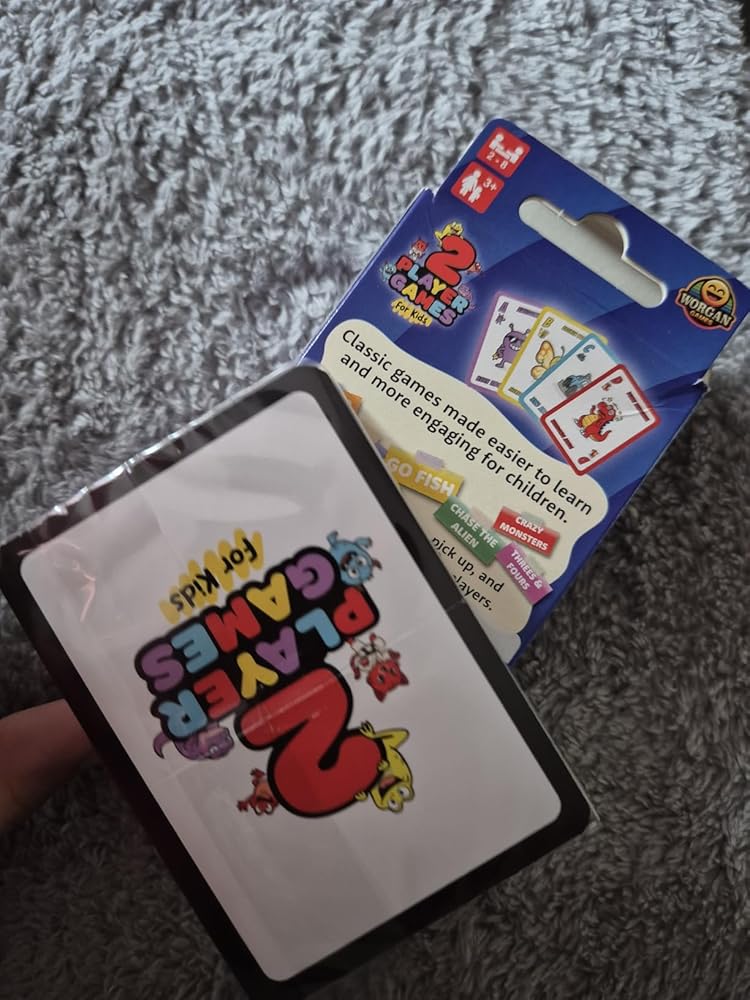 2 - 8
3+
2
PLAYER
GAMES
for Kids
WORGAN
GAMES
A
B
C
D
Classic games made easier to learn
and more engaging for children.
GO FISH
CHASE THE
ALIEN
CRAZY
MONSTERS
THREES &
FOURS
pick up, and
layers.
2
PLAYER
GAMES
for Kids